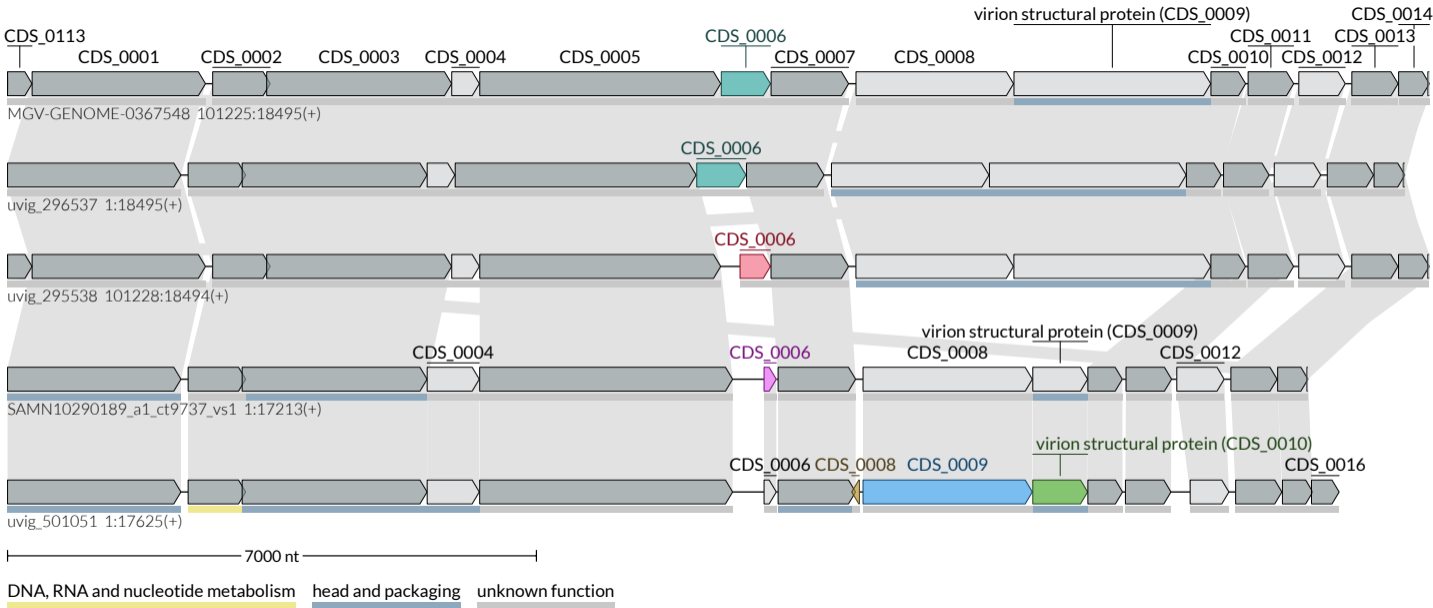 virion structural protein (CDS_0009) CDS_0014
CDS_0113 CDS_0006 CDS_0011 CDS_0013
CDS_0001 CDS_0002 CDS_0003 CDS_0004 CDS_0005 CDS_0007 CDS_0008 CDS_0010 CDS_0012
MGV-GENOME-0367548 101225:18495(+)
CDS_0006
uvig_296537 1:18495(+)
CDS_0006
uvig_295538 101228:18494(+)
virion structural protein (CDS_0009)
CDS_0004 CDS_0006 CDS_0008 CDS_0012
SAMN10290189_a1_ct9737_vs1 1:17213(+)
virion structural protein (CDS_0010)
CDS_0006 CDS_0008 CDS_0009 CDS_0016
uvig_501051 1:17625(+)
7000 nt
DNA, RNA and nucleotide metabolism head and packaging unknown function